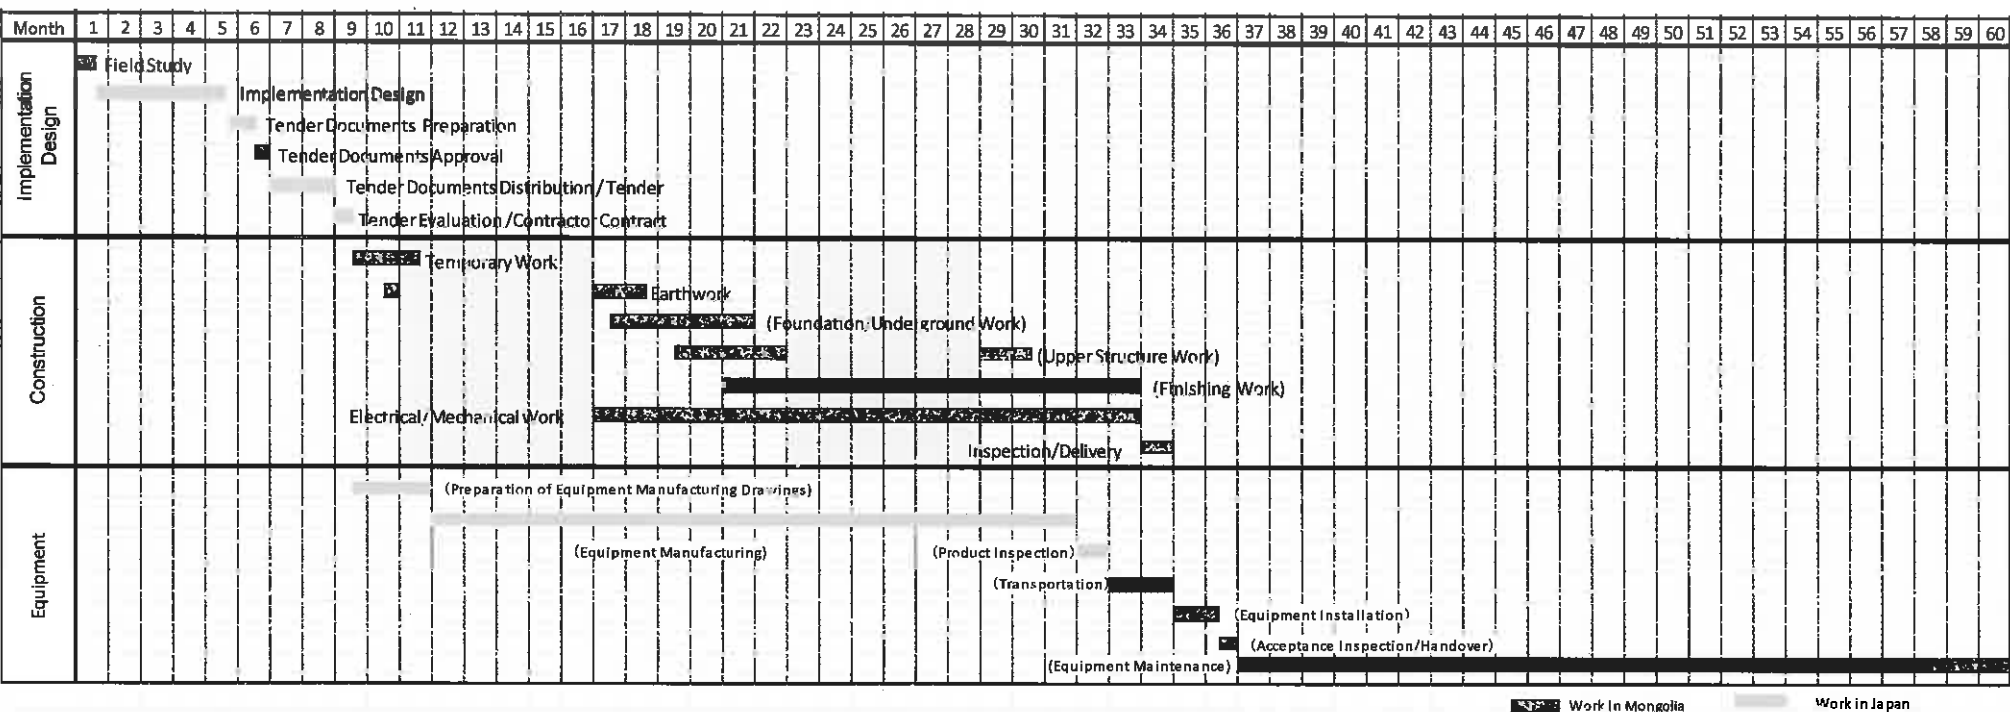 Month 1 2 3 4 5 6 7 8 9 10 11 12 13 14 15 16 17 18 19 20 21 22 23 24 25 26 27 28 29 30 31 32 33 34 35 36 37 38 39 40 41 42 43 44 45 46 47 48 49 50 51 52 53 54 55 56 57 58 59 60
Implementation
Design
Field Study
Implementation Design
Tender Documents Preparation
Tender Documents Approval
Tender Documents Distribution / Tender
Tender Evaluation / Contractor Contract
Construction
Temporary Work
Earthwork
(Foundation/Underground Work)
(Upper Structure Work)
(Finishing Work)
Electrical/Mechanical Work
Inspection/Delivery
Equipment
(Preparation of Equipment Manufacturing Drawings)
(Equipment Manufacturing) (Product Inspection)
(Transportation)
(Equipment Installation)
(Acceptance Inspection/Handover)
(Equipment Maintenance)
Work In Mongolia Work in Japan